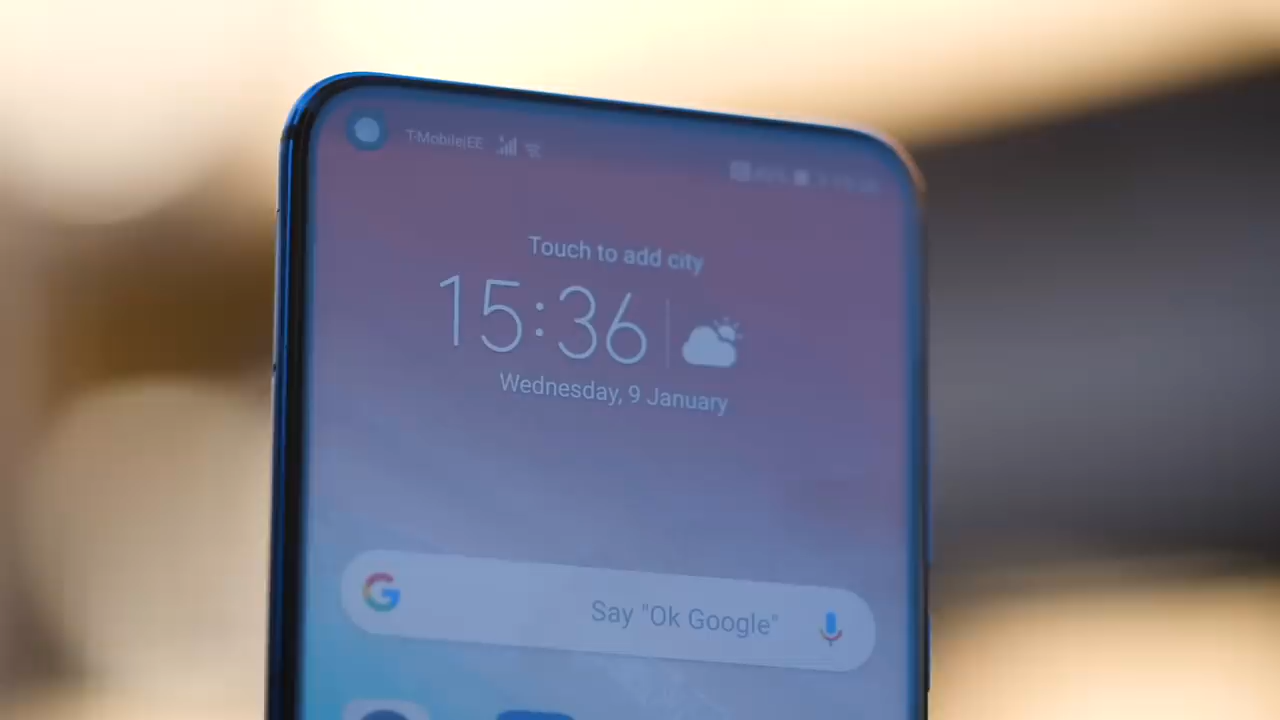 T-Mobile|EE
Touch to add city
15:36
Wednesday, 9 January
G
Say "Ok Google"